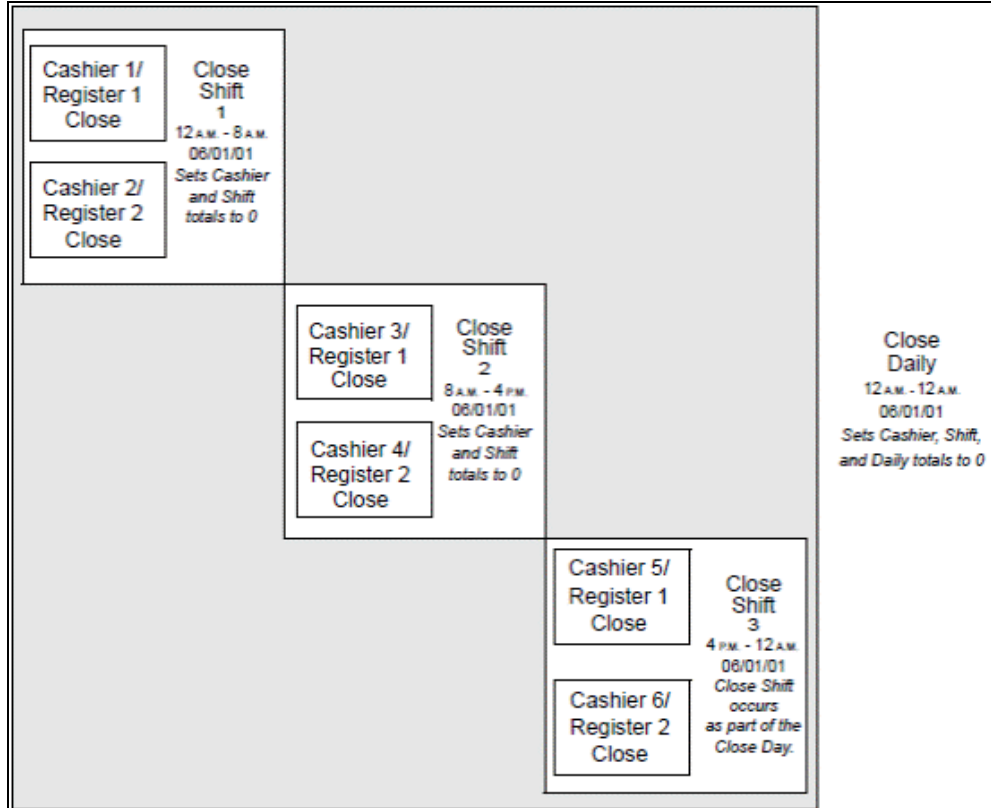 Cashier 1/
Register 1
Close
Cashier 2/
Register 2
Close
Close
Shift
1
12 A.M. - 8 A.M.
06/01/01
Sets Cashier
and Shift
totals to 0
Cashier 3/
Register 1
Close
Cashier 4/
Register 2
Close
Close
Shift
2
8 A.M. - 4 P.M.
06/01/01
Sets Cashier
and Shift
totals to 0
Cashier 5/
Register 1
Close
Cashier 6/
Register 2
Close
Close
Shift
3
4 P.M. - 12 A.M.
06/01/01
Close Shift
occurs
as part of the
Close Day.
Close
Daily
12 A.M. - 12 A.M.
06/01/01
Sets Cashier, Shift,
and Daily totals to 0